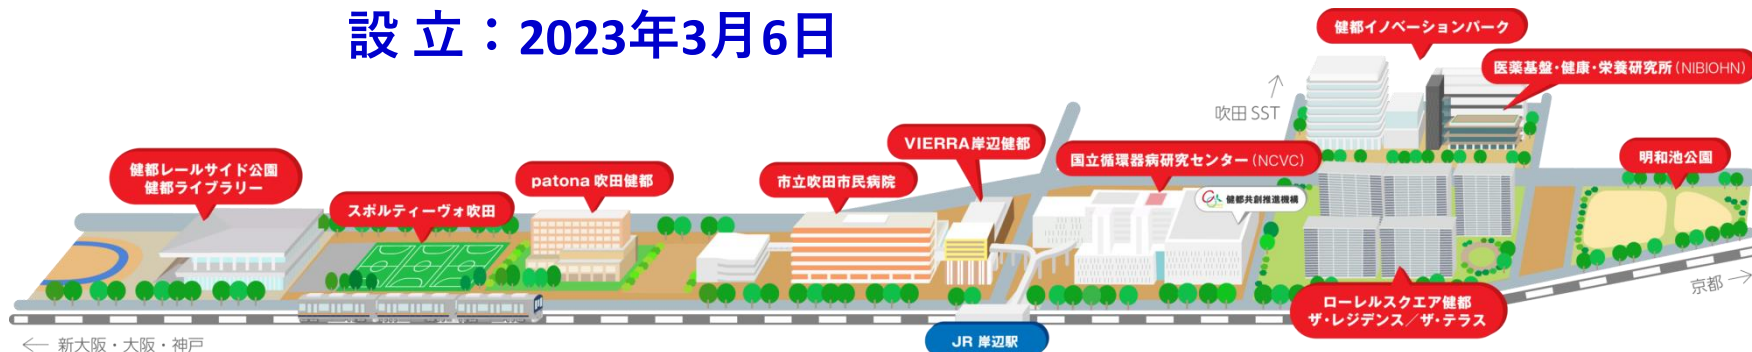 設 立：2023年3月6日
健都イノベーションパーク
医薬基盤・健康・栄養研究所(NIBIOHN)
吹田 SST
VIERRA岸辺健都
国立循環器病研究センター(NCVC)
明和池公園
健都レールサイド公園
健都ライブラリー
patona 吹田健都
市立吹田市民病院
スポルティーヴォ吹田
健都共創推進機構
ローレルスクエア健都
ザ・レジデンス／ザ・テラス
京都 →
JR 岸辺駅
← 新大阪・大阪・神戸